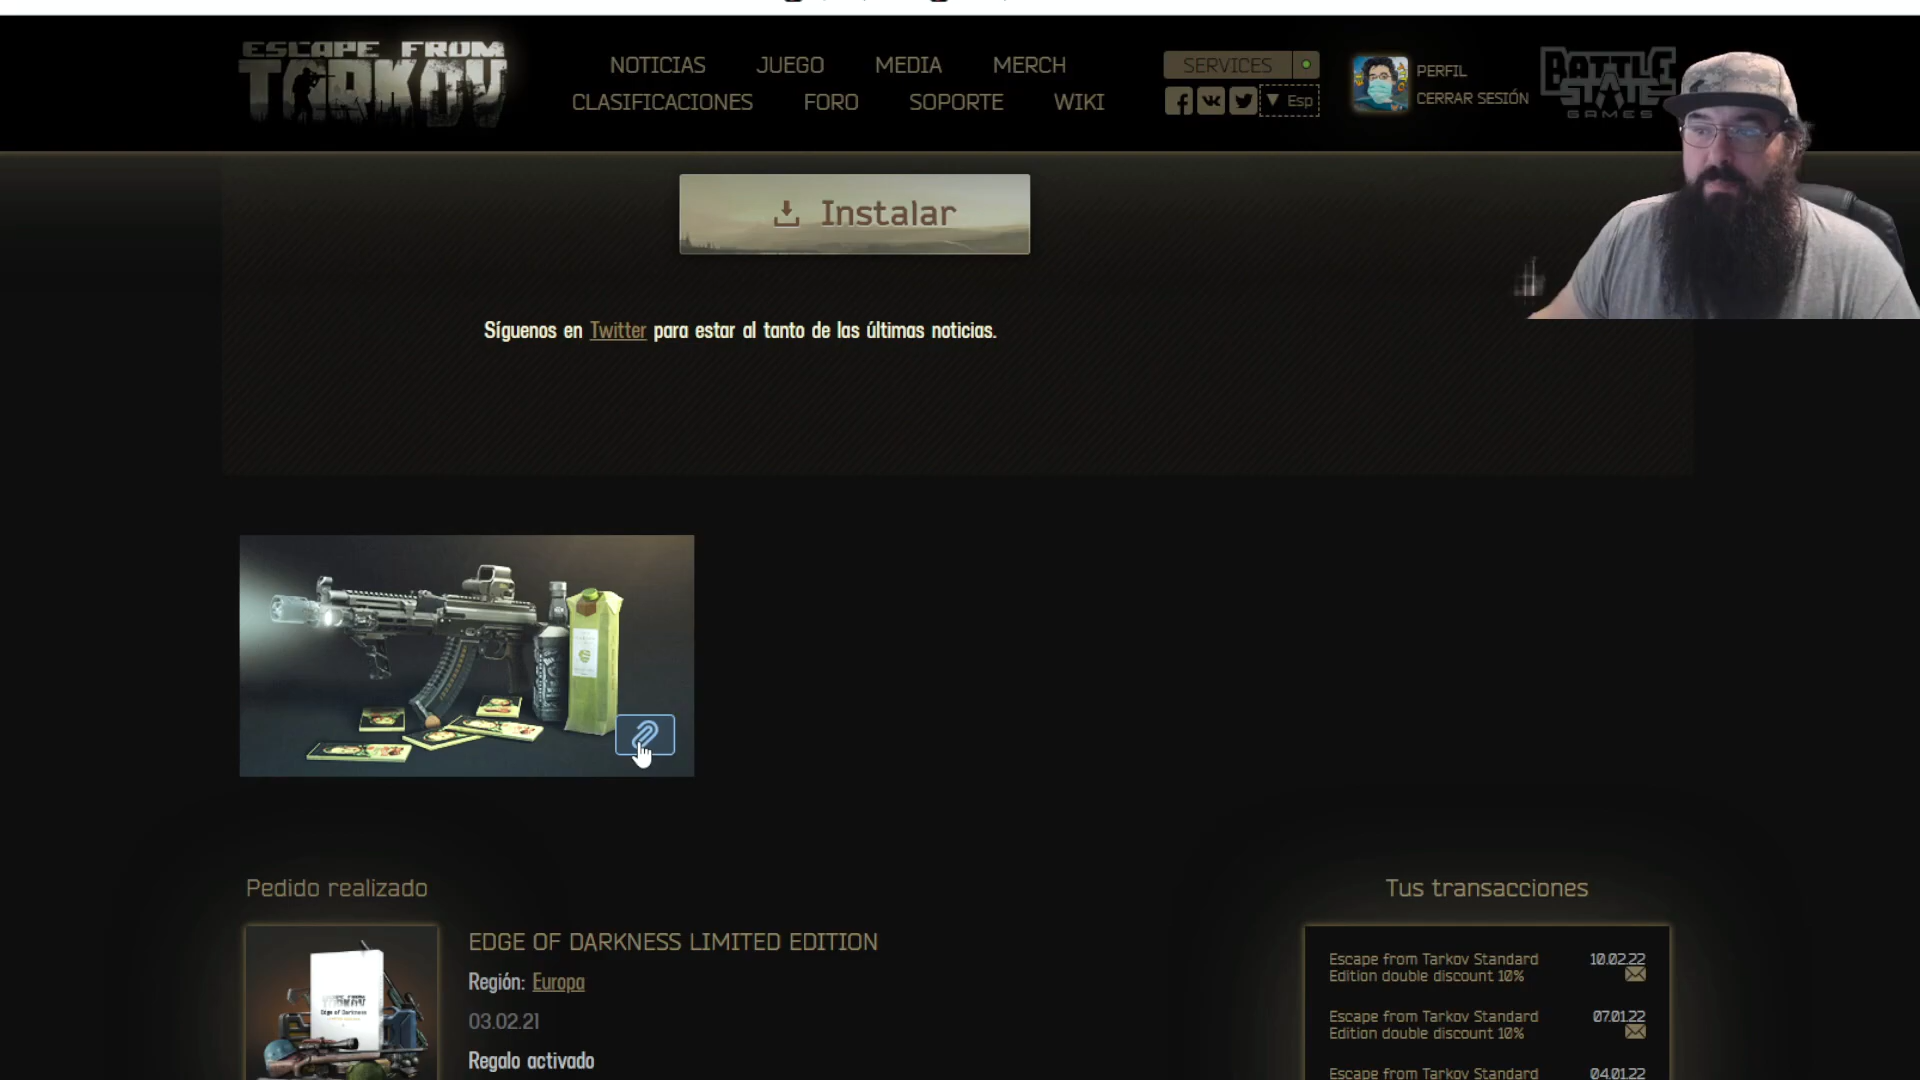 ESCAPE FROM
TARKOV
NOTICIAS JUEGO MEDIA MERCH
CLASIFICACIONES FORO SOPORTE WIKI
SERVICES
Esp
PERFIL
CERRAR SESIÓN
BATTLE
STATE
GAMES
Instalar
Síguenos en Twitter para estar al tanto de las últimas noticias.
Pedido realizado
EDGE OF DARKNESS LIMITED EDITION
Región: Europa
03.02.21
Regalo activado
Edge of Darkness
Tus transacciones
Escape from Tarkov Standard 10.02.22
Edition double discount 10%
Escape from Tarkov Standard 07.01.22
Edition double discount 10%
Escape from Tarkov Standard 04.01.22